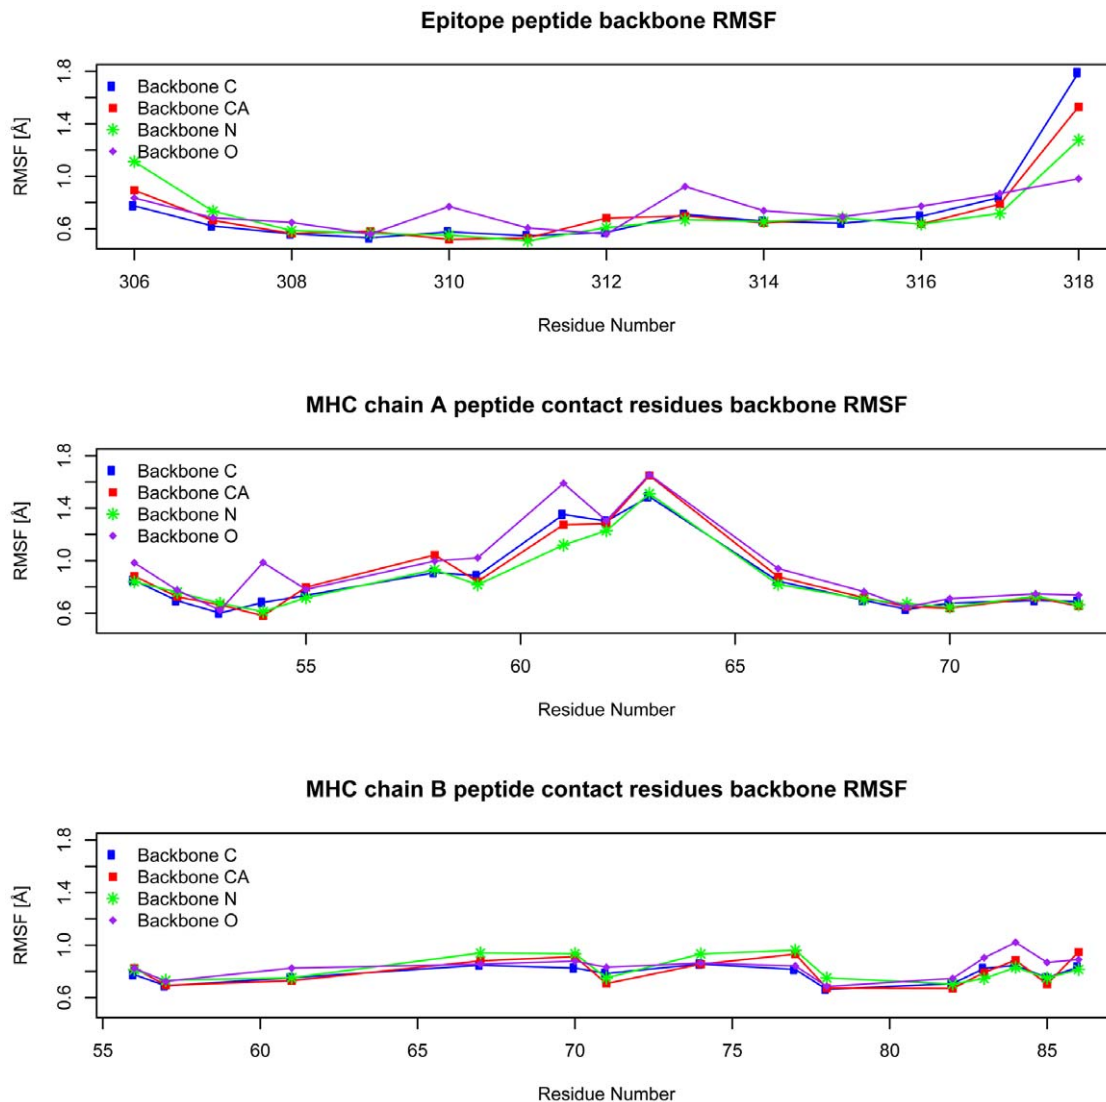 Epitope peptide backbone RMSF
RMSF [Å]
1.8
1.4
1.0
0.6
Backbone C
Backbone CA
Backbone N
Backbone O
306 308 310 312 314 316 318
Residue Number
MHC chain A peptide contact residues backbone RMSF
RMSF [Å]
1.8
1.4
1.0
0.6
Backbone C
Backbone CA
Backbone N
Backbone O
55 60 65 70
Residue Number
MHC chain B peptide contact residues backbone RMSF
RMSF [Å]
1.8
1.4
1.0
0.6
Backbone C
Backbone CA
Backbone N
Backbone O
55 60 65 70 75 80 85
Residue Number